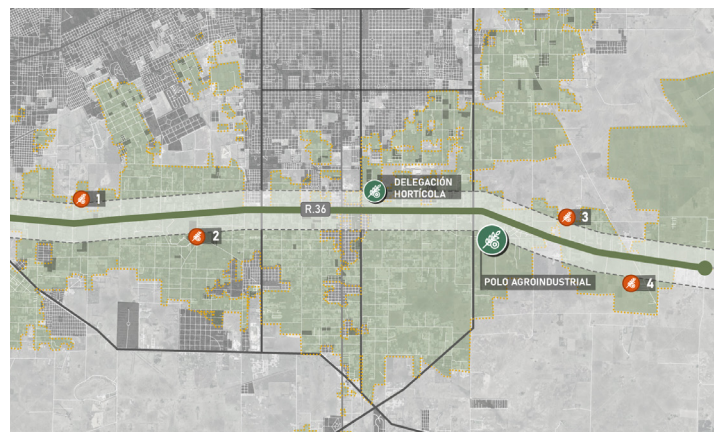 1
DELEGACIÓN
HORTÍCOLA
R.36
3
2
POLO AGROINDUSTRIAL
4